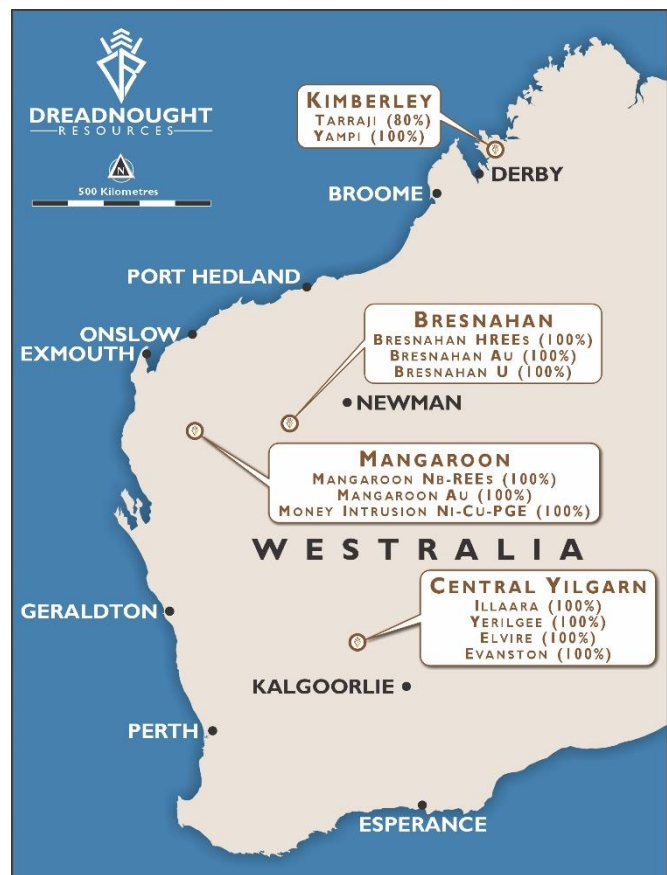 DREADNOUGHT
RESOURCES
N
500 Kilometres
KIMBERLEY
TARRAJI (80%)
YAMPI (100%)
DERBY
BROOME
PORT HEDLAND
ONSLOW
EXMOUTH
BRESNAHAN
BRESNAHAN HREES (100%)
BRESNAHAN AU (100%)
BRESNAHAN U (100%)
NEWMAN
MANGAROON
MANGAROON NB-REES (100%)
MANGAROON AU (100%)
MONEY INTRUSION NI-CU-PGE (100%)
WESTRALIA
CENTRAL YILGARN
ILLAARA (100%)
YERILGEE (100%)
ELVIRE (100%)
EVANSTON (100%)
GERALDTON
KALGOORLIE
PERTH
ESPERANCE